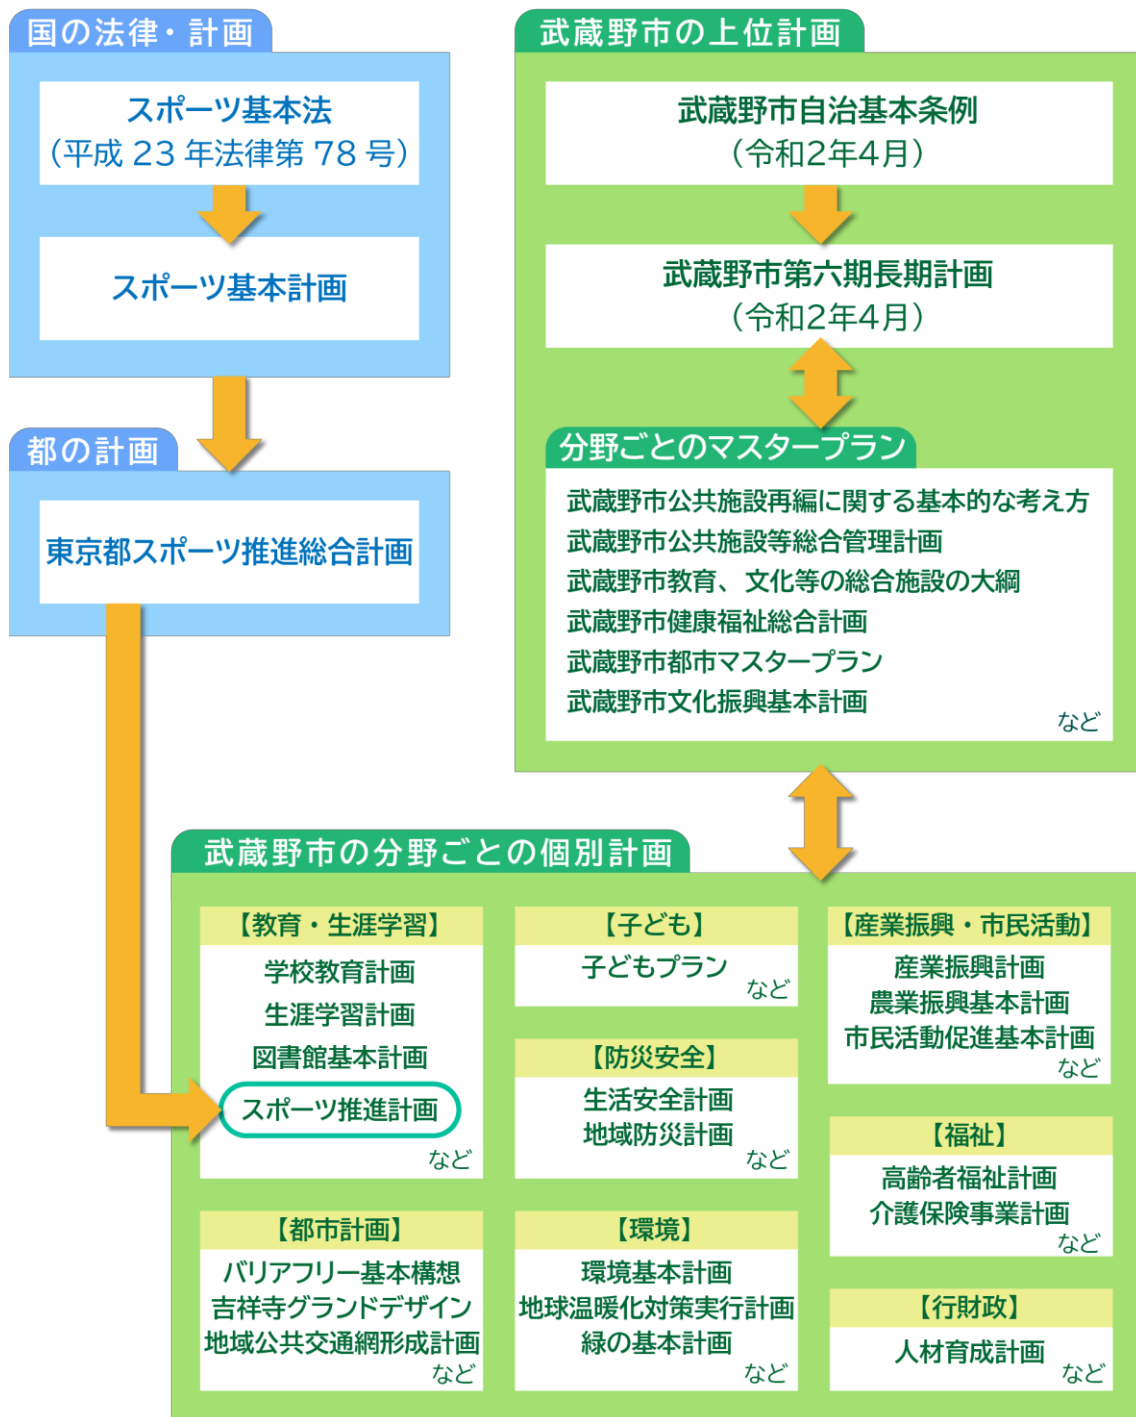 国の法律・計画
スポーツ基本法
（平成 23 年法律第 78 号）
スポーツ基本計画
都の計画
東京都スポーツ推進総合計画
武蔵野市の上位計画
武蔵野市自治基本条例
（令和2年4月）
武蔵野市第六期長期計画
（令和2年4月）
分野ごとのマスタープラン
武蔵野市公共施設再編に関する基本的な考え方
武蔵野市公共施設等総合管理計画
武蔵野市教育、文化等の総合施設の大綱
武蔵野市健康福祉総合計画
武蔵野市都市マスタープラン
武蔵野市文化振興基本計画
など
武蔵野市の分野ごとの個別計画
【教育・生涯学習】
学校教育計画
生涯学習計画
図書館基本計画
スポーツ推進計画
など
【子ども】
子どもプラン
など
【産業振興・市民活動】
産業振興計画
農業振興基本計画
市民活動促進基本計画
など
【防災安全】
生活安全計画
地域防災計画
など
【福祉】
高齢者福祉計画
介護保険事業計画
など
【都市計画】
バリアフリー基本構想
吉祥寺グランドデザイン
地域公共交通網形成計画
など
【環境】
環境基本計画
地球温暖化対策実行計画
緑の基本計画
など
【行財政】
人材育成計画
など